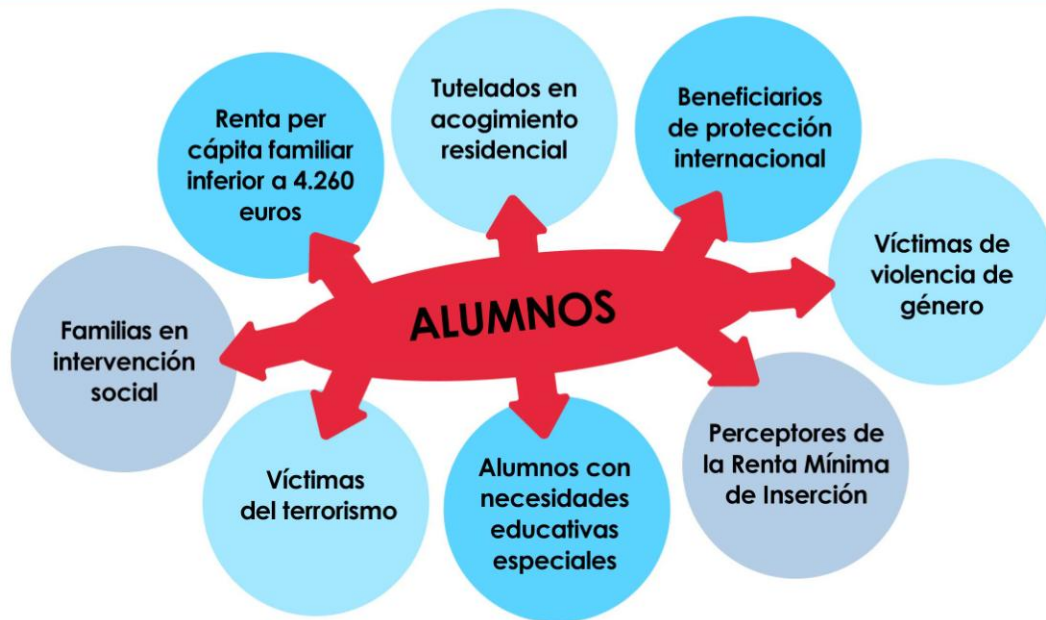 Renta per
cápita familiar
inferior a 4.260
euros
Tutelados en
acogimiento
residencial
Beneficiarios
de protección
internacional
Víctimas de
violencia de
género
ALUMNOS
Familias en
intervención
social
Víctimas
del terrorismo
Alumnos con
necesidades
educativas
especiales
Perceptores de
la Renta Mínima
de Inserción